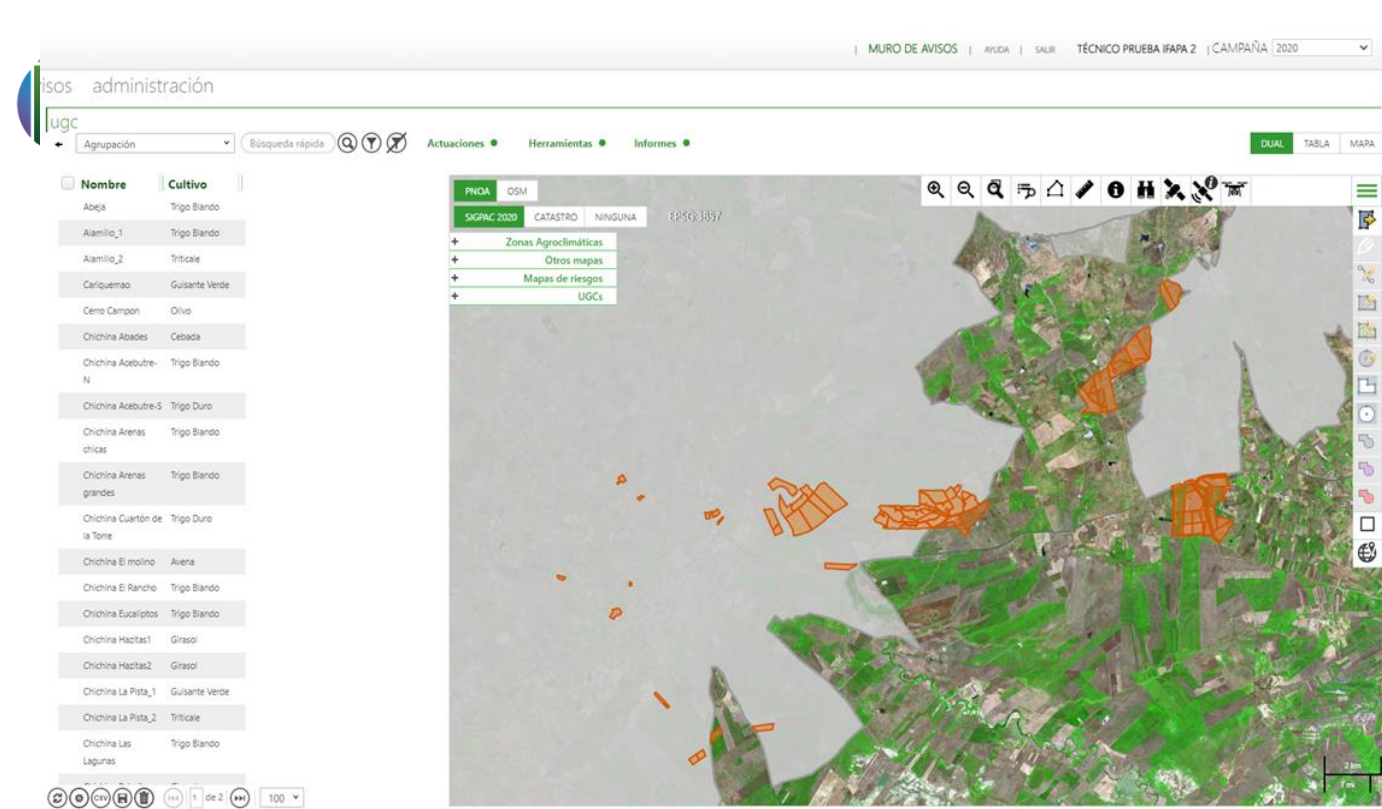 | MURO DE AVISOS | AYUDA | SALIR TÉCNICO PRUEBA IFAPA 2 | CAMPAÑA 2020
isos administración
ugc
Agrupación Búsqueda rápida Actuaciones Herramientas Informes DUAL TABLA MAPA
Nombre Cultivo
Abeja Trigo Blando
Alamillo_1 Trigo Blando
Alamillo_2 Triticale
Cariquemao Guisante Verde
Cerro Campon Olivo
Chichina Abades Cebada
Chichina Acebutre-N Trigo Blando
Chichina Acebutre-S Trigo Duro
Chichina Arenas chicas Trigo Blando
Chichina Arenas grandes Trigo Blando
Chichina Cuartón de la Torre Trigo Duro
Chichina El molino Avena
Chichina El Rancho Trigo Blando
Chichina Eucaliptos Trigo Blando
Chichina Hazitas1 Girasol
Chichina Hazitas2 Girasol
Chichina La Pista_1 Guisante Verde
Chichina La Pista_2 Triticale
Chichina Las Lagunas Trigo Blando
CSV 1 de 2 100
PNOA OSM
SIGPAC 2020 CATASTRO NINGUNA EPSG:3857
+ Zonas Agroclimáticas
+ Otros mapas
+ Mapas de riesgos
+ UGCs
2 km
1 mi